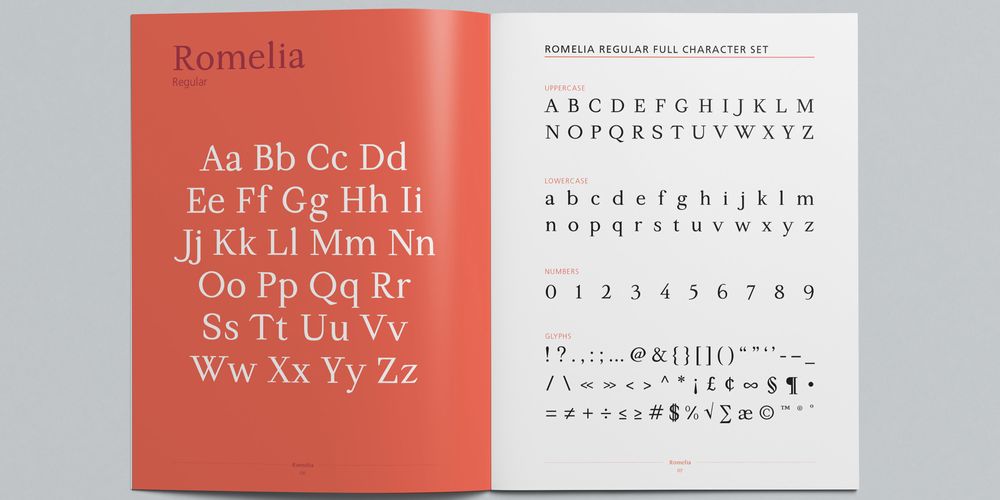 Romelia
Regular
Aa Bb Cc Dd
Ee Ff Gg Hh Ii
Jj Kk Ll Mm Nn
Oo Pp Qq Rr
Ss Tt Uu Vv
Ww Xx Yy Zz
Romelia
ROMELIA REGULAR FULL CHARACTER SET
UPPERCASE
A B C D E F G H I J K L M
N O P Q R S T U V W X Y Z
LOWERCASE
a b c d e f g h i j k l m
n o p q r s t u v w x y z
NUMBERS
0 1 2 3 4 5 6 7 8 9
GLYPHS
! ? . , : ; … @ & { } [ ] ( ) “ ” ‘ ’ - – _
/ \ « » < > ^ * ¡ £ ¢ ∞ § ¶ •
= ≠ + ÷ ≤ ≥ # $ % √ ∑ æ © ™ ® °
Romelia